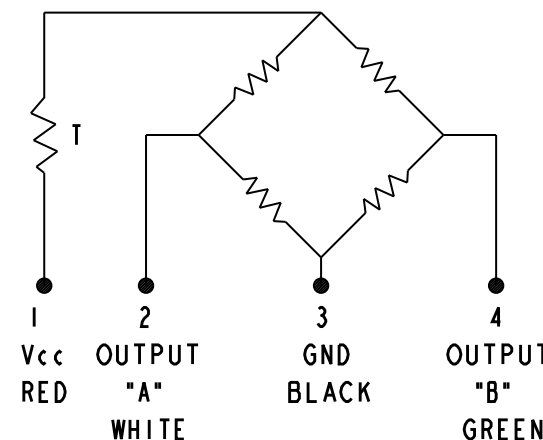 T
1 2 3 4
Vcc OUTPUT GND OUTPUT
RED "A" BLACK "B"
WHITE GREEN